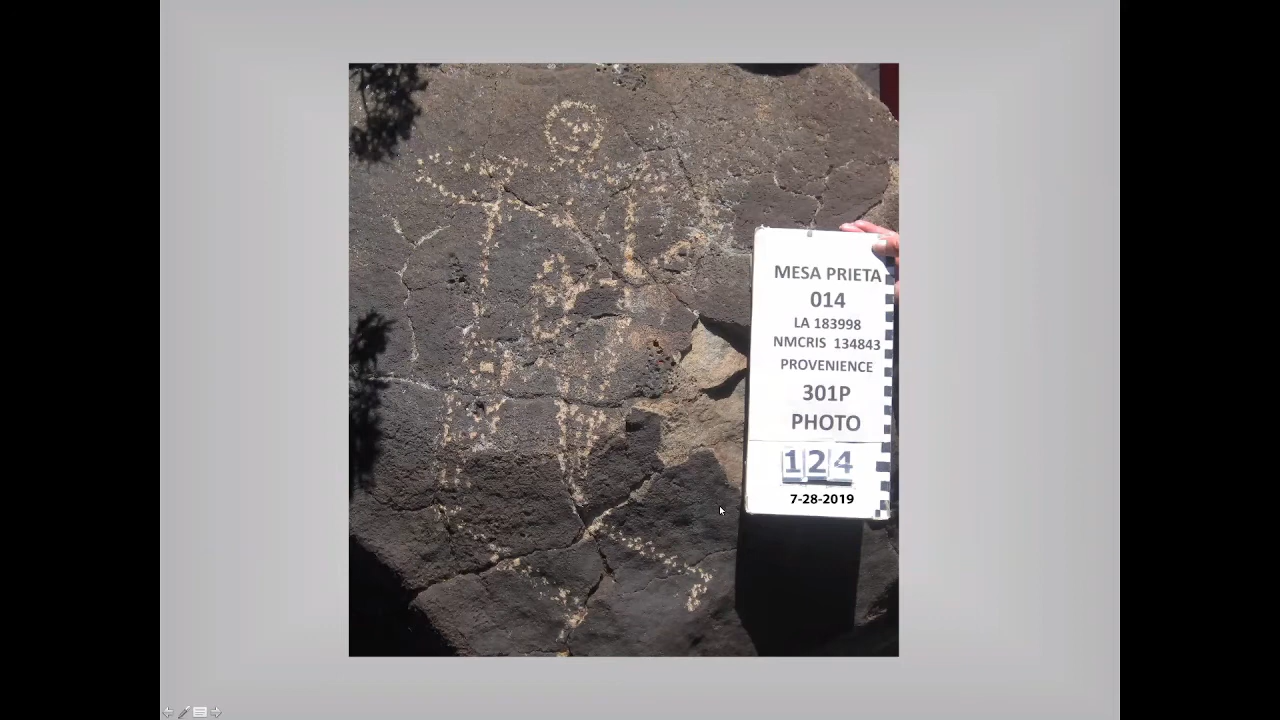 MESA PRIETA
014
LA 183998
NMCRIS 134843
PROVENIENCE
301P
PHOTO
124
7-28-2019